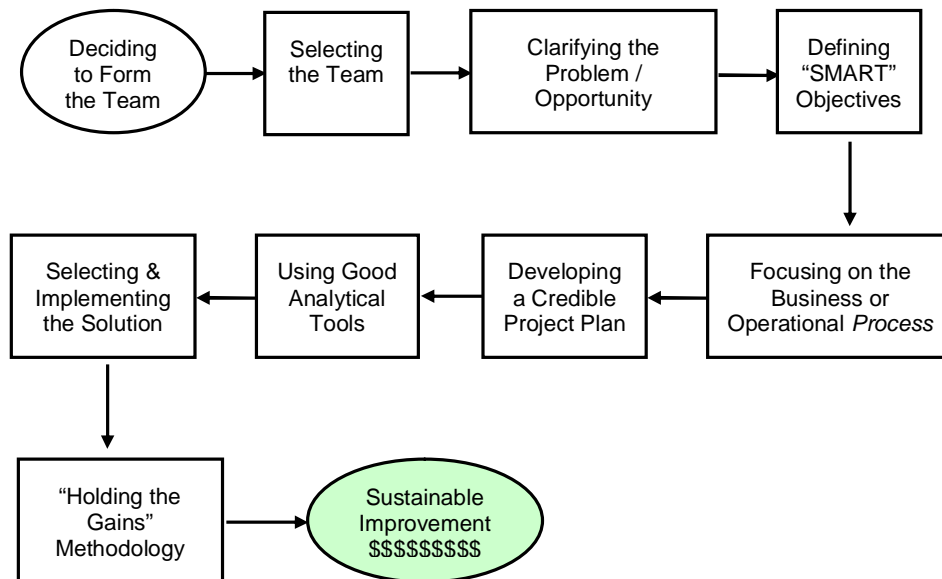 Deciding
to Form
the Team
Selecting
the Team
Clarifying the
Problem /
Opportunity
Defining
“SMART”
Objectives
Focusing on the
Business or
Operational Process
Developing
a Credible
Project Plan
Using Good
Analytical
Tools
Selecting &
Implementing
the Solution
“Holding the
Gains”
Methodology
Sustainable
Improvement
$$$$$$$$$